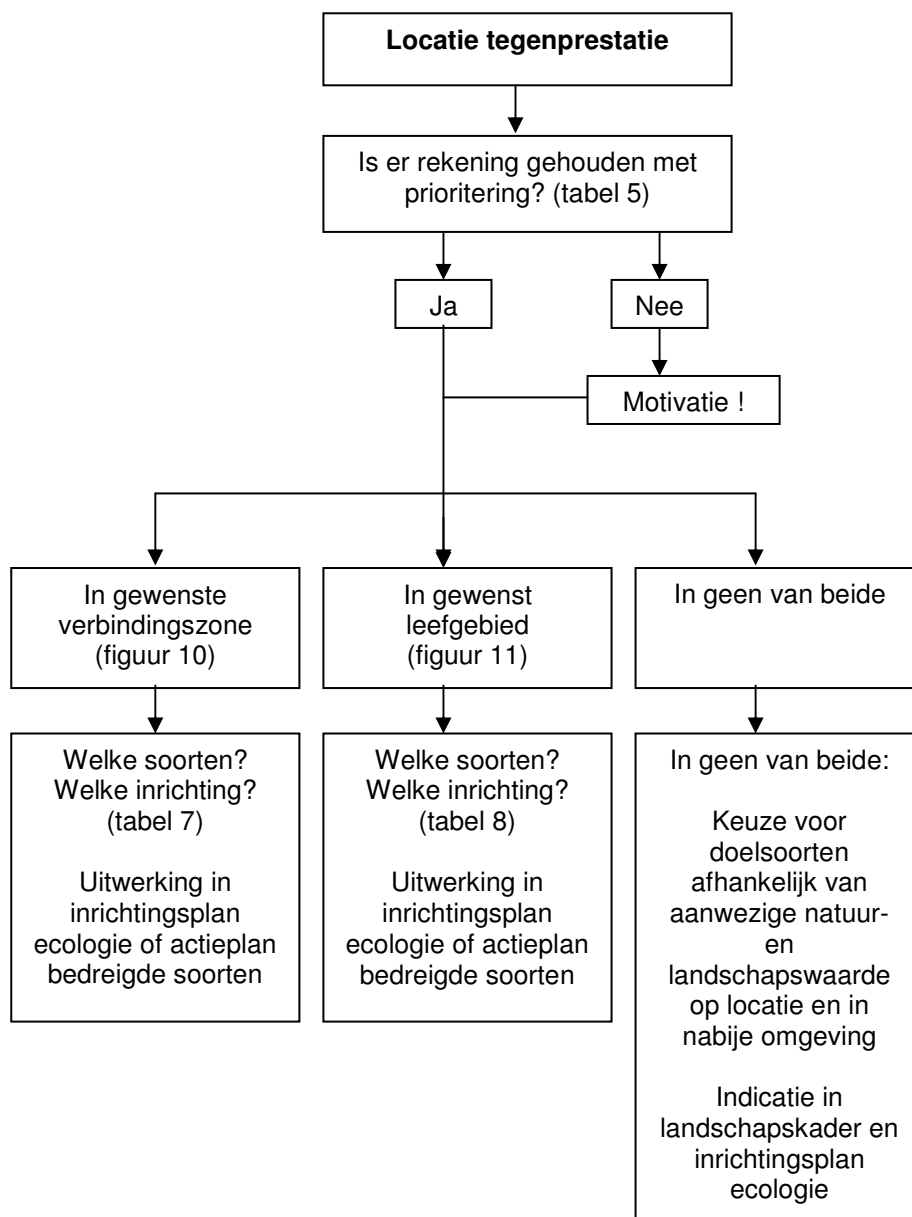 Locatie tegenprestatie
Is er rekening gehouden met
prioritering? (tabel 5)
Ja
Nee
Motivatie !
In gewenste
verbindingszone
(figuur 10)
In gewenst
leefgebied
(figuur 11)
In geen van beide
Welke soorten?
Welke inrichting?
(tabel 7)
Uitwerking in
inrichtingsplan
ecologie of actieplan
bedreigde soorten
Welke soorten?
Welke inrichting?
(tabel 8)
Uitwerking in
inrichtingsplan
ecologie of actieplan
bedreigde soorten
In geen van beide:
Keuze voor
doelsoorten
afhankelijk van
aanwezige natuur-
en
landschapswaarde
op locatie en in
nabije omgeving
Indicatie in
landschapskader en
inrichtingsplan
ecologie